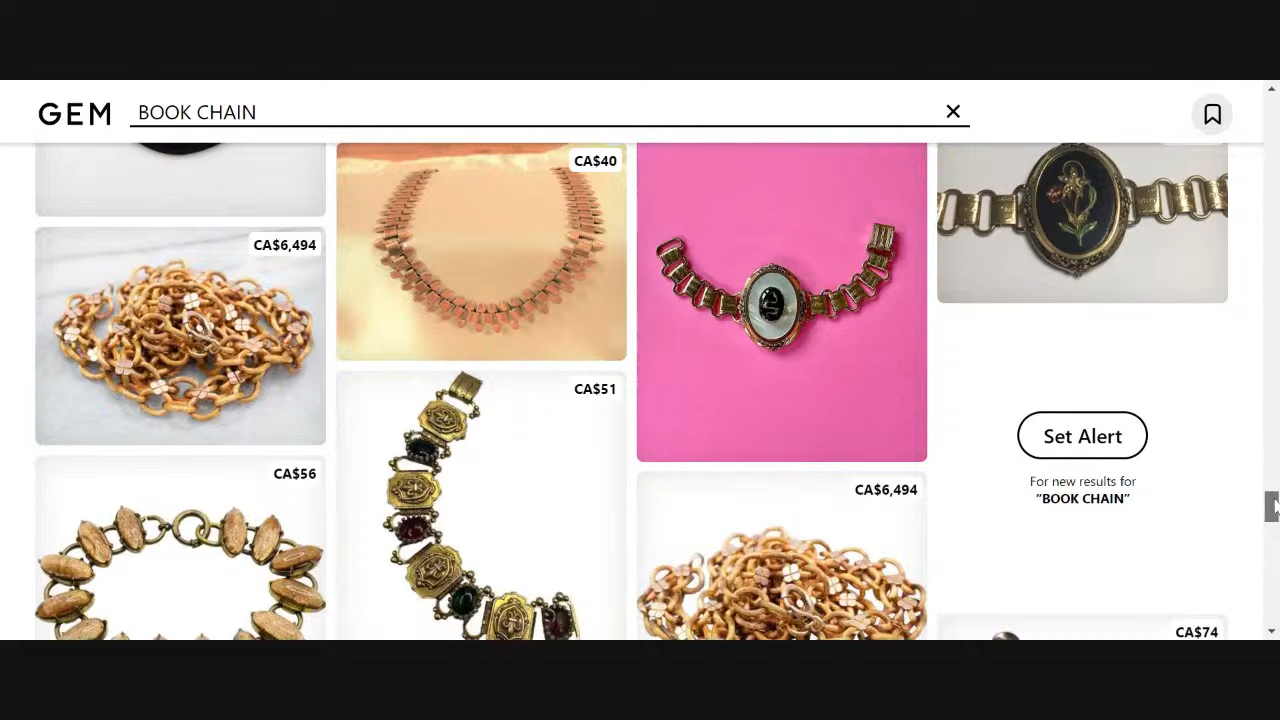 GEM
BOOK CHAIN
CA$40
CA$6,494
CA$51
CA$56
CA$6,494
Set Alert
For new results for
“BOOK CHAIN”
CA$74